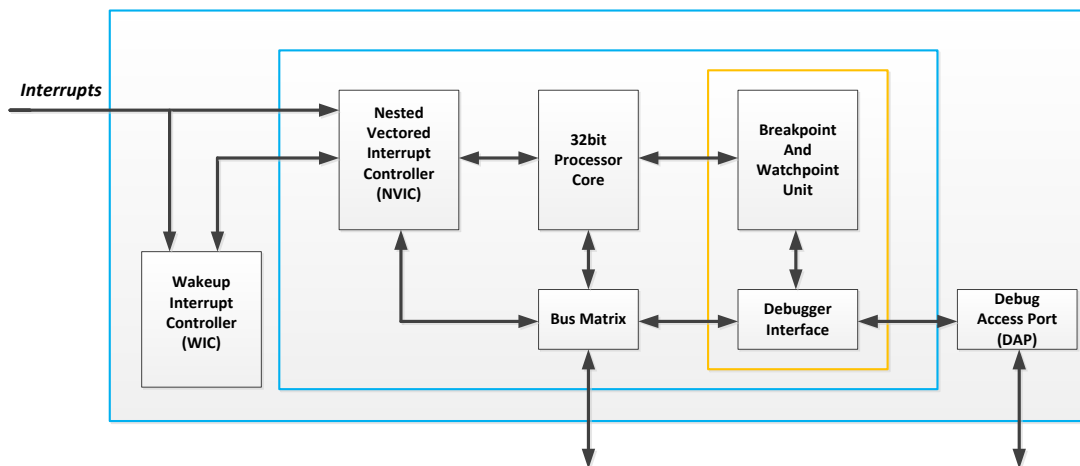 Interrupts
Nested
Vectored
Interrupt
Controller
(NVIC)
32bit
Processor
Core
Breakpoint
And
Watchpoint
Unit
Wakeup
Interrupt
Controller
(WIC)
Bus Matrix
Debugger
Interface
Debug
Access Port
(DAP)